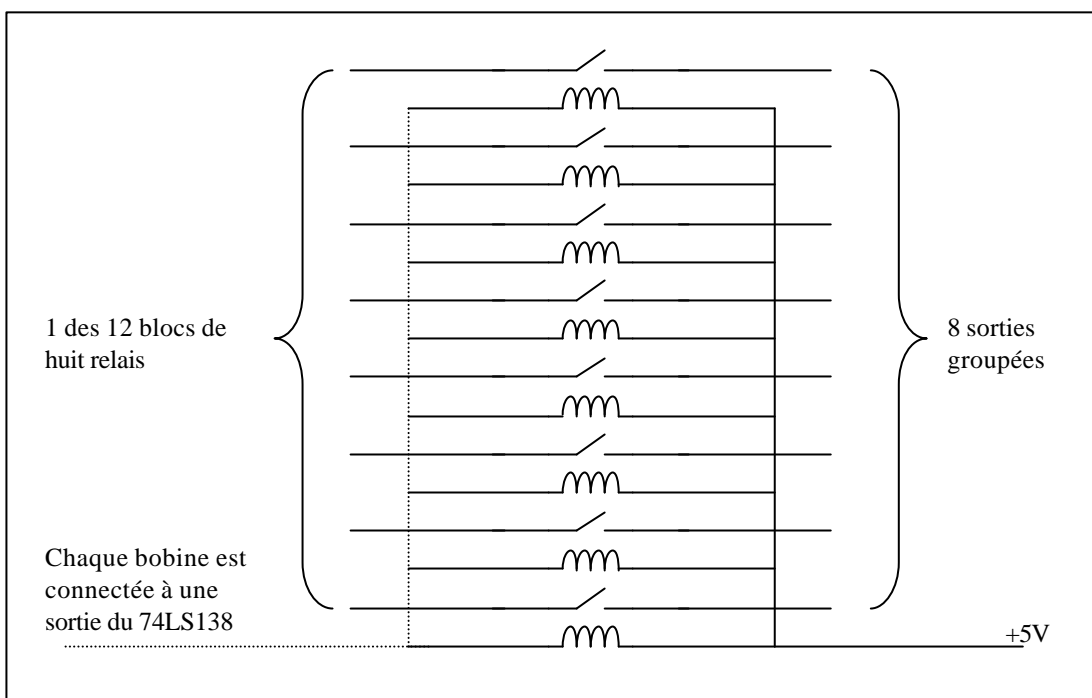 1 des 12 blocs de
huit relais
8 sorties
groupées
Chaque bobine est
connectée à une
sortie du 74LS138
+5V